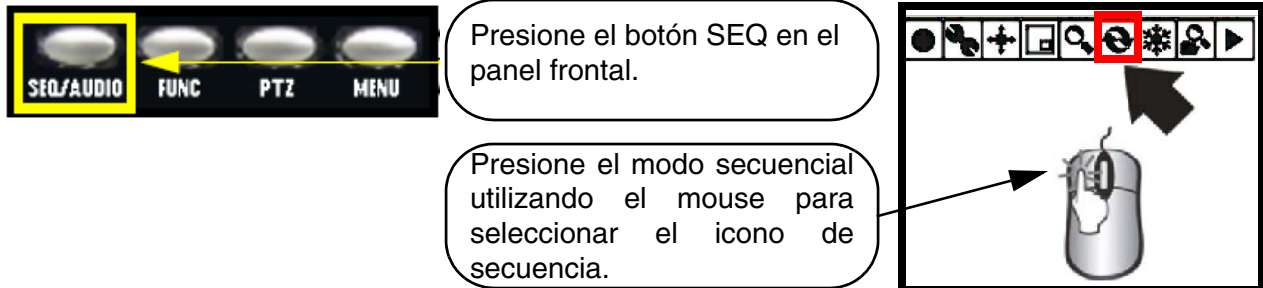 Presione el botón SEQ en el
panel frontal.
SEQ/AUDIO FUNC PTZ MENU
Presione el modo secuencial
utilizando el mouse para
seleccionar el icono de
secuencia.